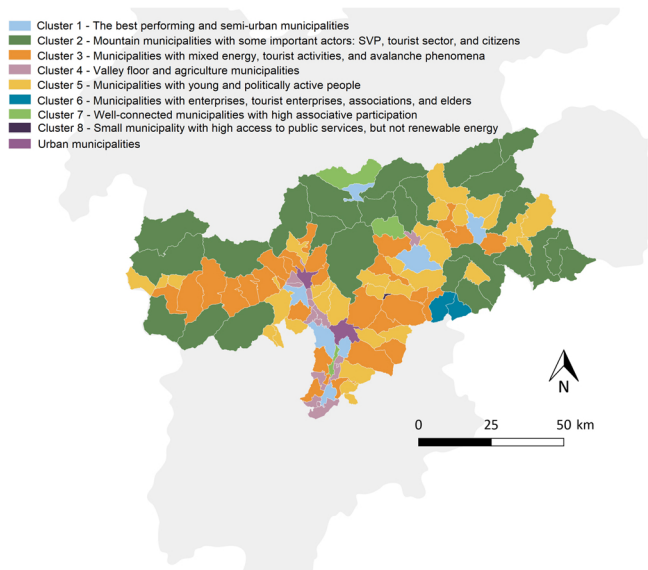 Cluster 1 - The best performing and semi-urban municipalities
Cluster 2 - Mountain municipalities with some important actors: SVP, tourist sector, and citizens
Cluster 3 - Municipalities with mixed energy, tourist activities, and avalanche phenomena
Cluster 4 - Valley floor and agriculture municipalities
Cluster 5 - Municipalities with young and politically active people
Cluster 6 - Municipalities with enterprises, tourist enterprises, associations, and elders
Cluster 7 - Well-connected municipalities with high associative participation
Cluster 8 - Small municipality with high access to public services, but not renewable energy
Urban municipalities
N
0 25 50 km